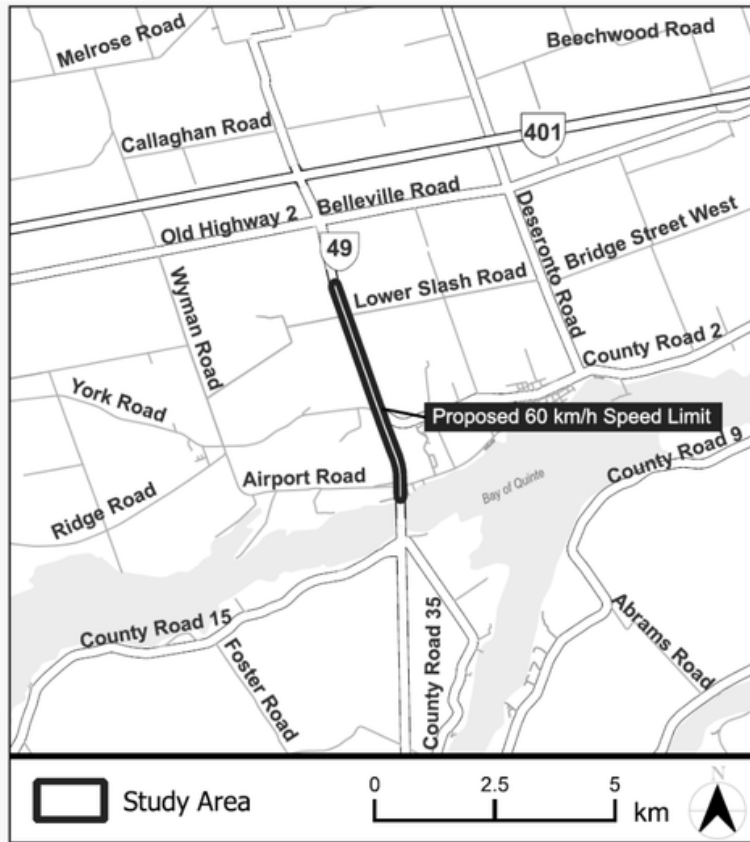 Melrose Road
Beechwood Road
Callaghan Road
401
Belleville Road
Old Highway 2
Deseronto Road
Bridge Street West
49
Wyman Road
Lower Slash Road
County Road 2
York Road
Proposed 60 km/h Speed Limit
County Road 9
Airport Road
Bay of Quinte
Ridge Road
County Road 15
Foster Road
County Road 35
Abrams Road
Study Area
0 2.5 5
km
N